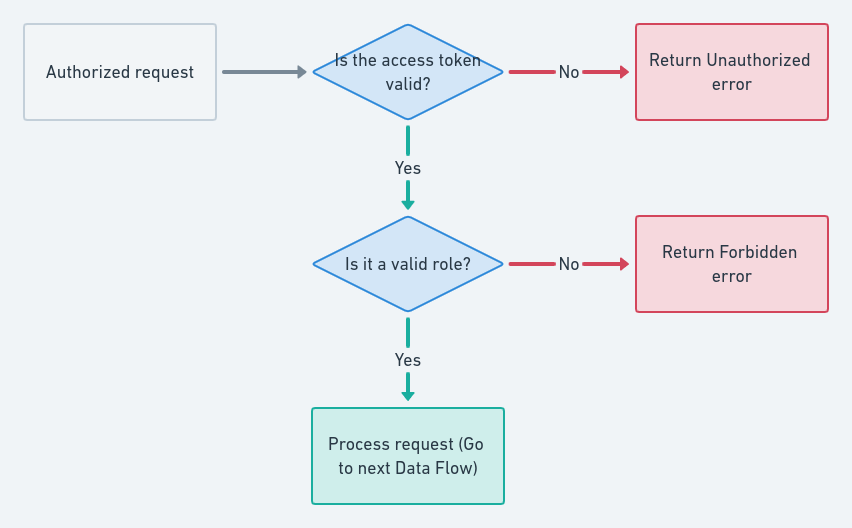 Authorized request
Is the access token
valid?
No
Return Unauthorized
error
Yes
Is it a valid role?
No
Return Forbidden
error
Yes
Process request (Go
to next Data Flow)